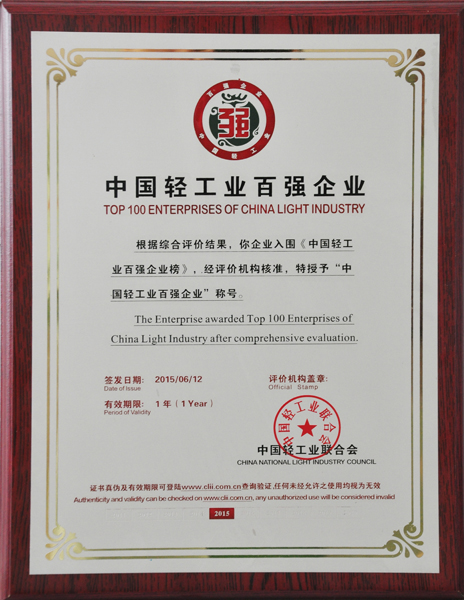 百强企业
强
中国轻工业
中国轻工业百强企业
TOP 100 ENTERPRISES OF CHINA LIGHT INDUSTRY
根据综合评价结果，你企业入围《中国轻工
业百强企业榜》，经评价机构核准，特授予“中
国轻工业百强企业”称号。
The Enterprise awarded Top 100 Enterprises of
China Light Industry after comprehensive evaluation.
签发日期: 2015/06/12
Date of Issue
有效期限: 1 年（1 Year）
Period of Validity
评价机构盖章:
Official Stamp
中国轻工业联合会
中国轻工业联合会
CHINA NATIONAL LIGHT INDUSTRY COUNCIL
证书真伪及有效期限可登陆www.clii.com.cn查询验证,任何未经允许之使用均视为无效
Authenticity and validity can be checked on www.clii.com.cn, any unauthorized use will be considered invalid
2015